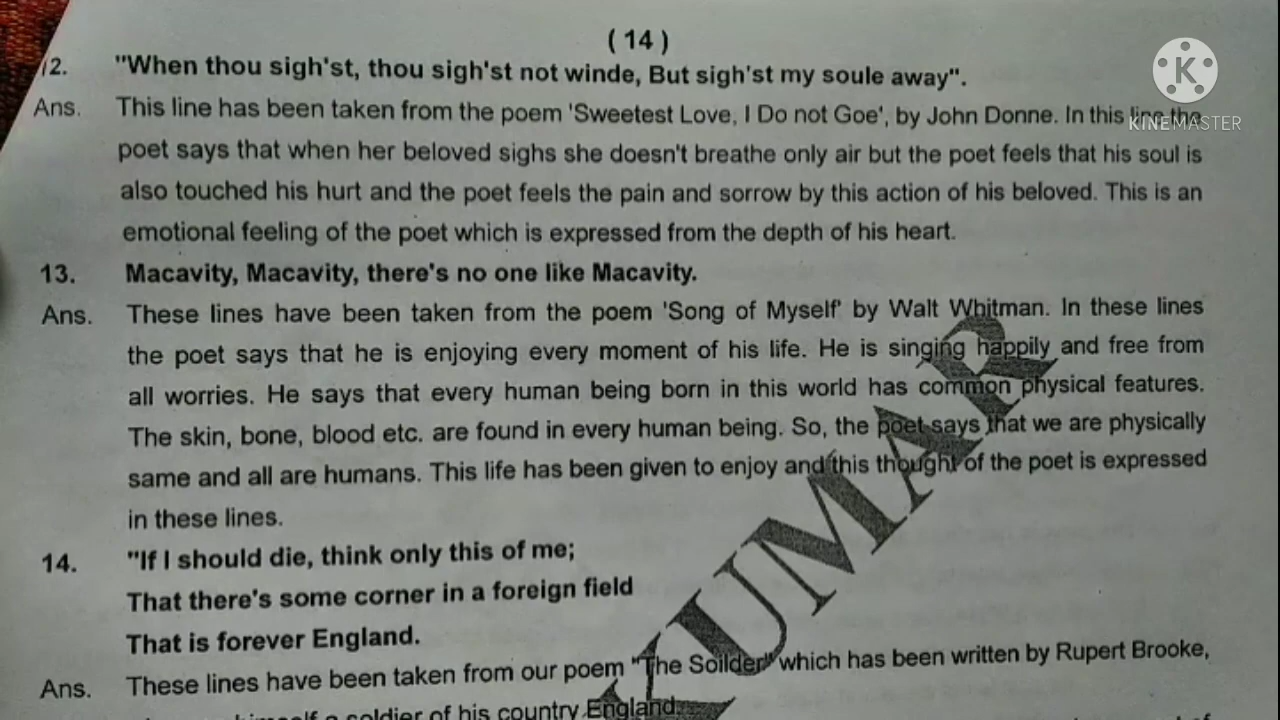 ( 14 )
12. "When thou sigh'st, thou sigh'st not winde, But sigh'st my soule away".
Ans. This line has been taken from the poem 'Sweetest Love, I Do not Goe', by John Donne. In this line the
KINEMASTER
poet says that when her beloved sighs she doesn't breathe only air but the poet feels that his soul is
also touched his hurt and the poet feels the pain and sorrow by this action of his beloved. This is an
emotional feeling of the poet which is expressed from the depth of his heart.
13. Macavity, Macavity, there's no one like Macavity.
Ans. These lines have been taken from the poem 'Song of Myself' by Walt Whitman. In these lines
the poet says that he is enjoying every moment of his life. He is singing happily and free from
all worries. He says that every human being born in this world has common physical features.
The skin, bone, blood etc. are found in every human being. So, the poet says that we are physically
same and all are humans. This life has been given to enjoy and this thought of the poet is expressed
in these lines.
KUMAR
14. "If I should die, think only this of me;
That there's some corner in a foreign field
That is forever England.
Ans. These lines have been taken from our poem "The Soilder" which has been written by Rupert Brooke,
a soldier of his country England.